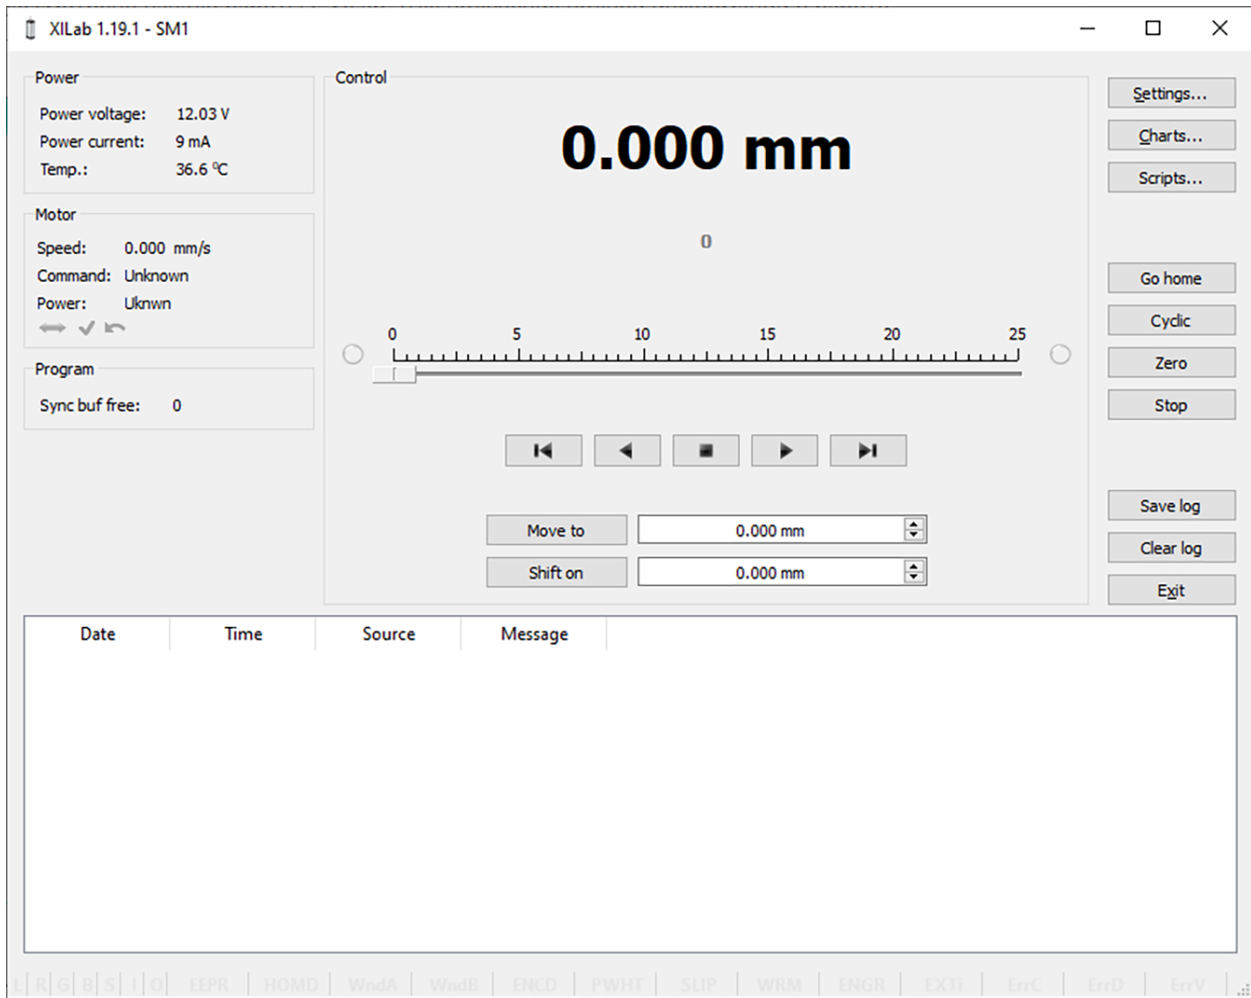 XILab 1.19.1 - SM1
Power
Power voltage: 12.03 V
Power current: 9 mA
Temp.: 36.6 ºC
Motor
Speed: 0.000 mm/s
Command: Unknown
Power: Uknwn
Program
Sync buf free: 0
Control
0.000 mm
0
0 5 10 15 20 25
Move to 0.000 mm
Shift on 0.000 mm
Settings...
Charts...
Scripts...
Go home
Cyclic
Zero
Stop
Save log
Clear log
Exit
Date Time Source Message
L R G B S I O EEPR HOMD WndA WndB ENCD PWHT SLIP WRM ENGR EXTi ErrC ErrD ErrV